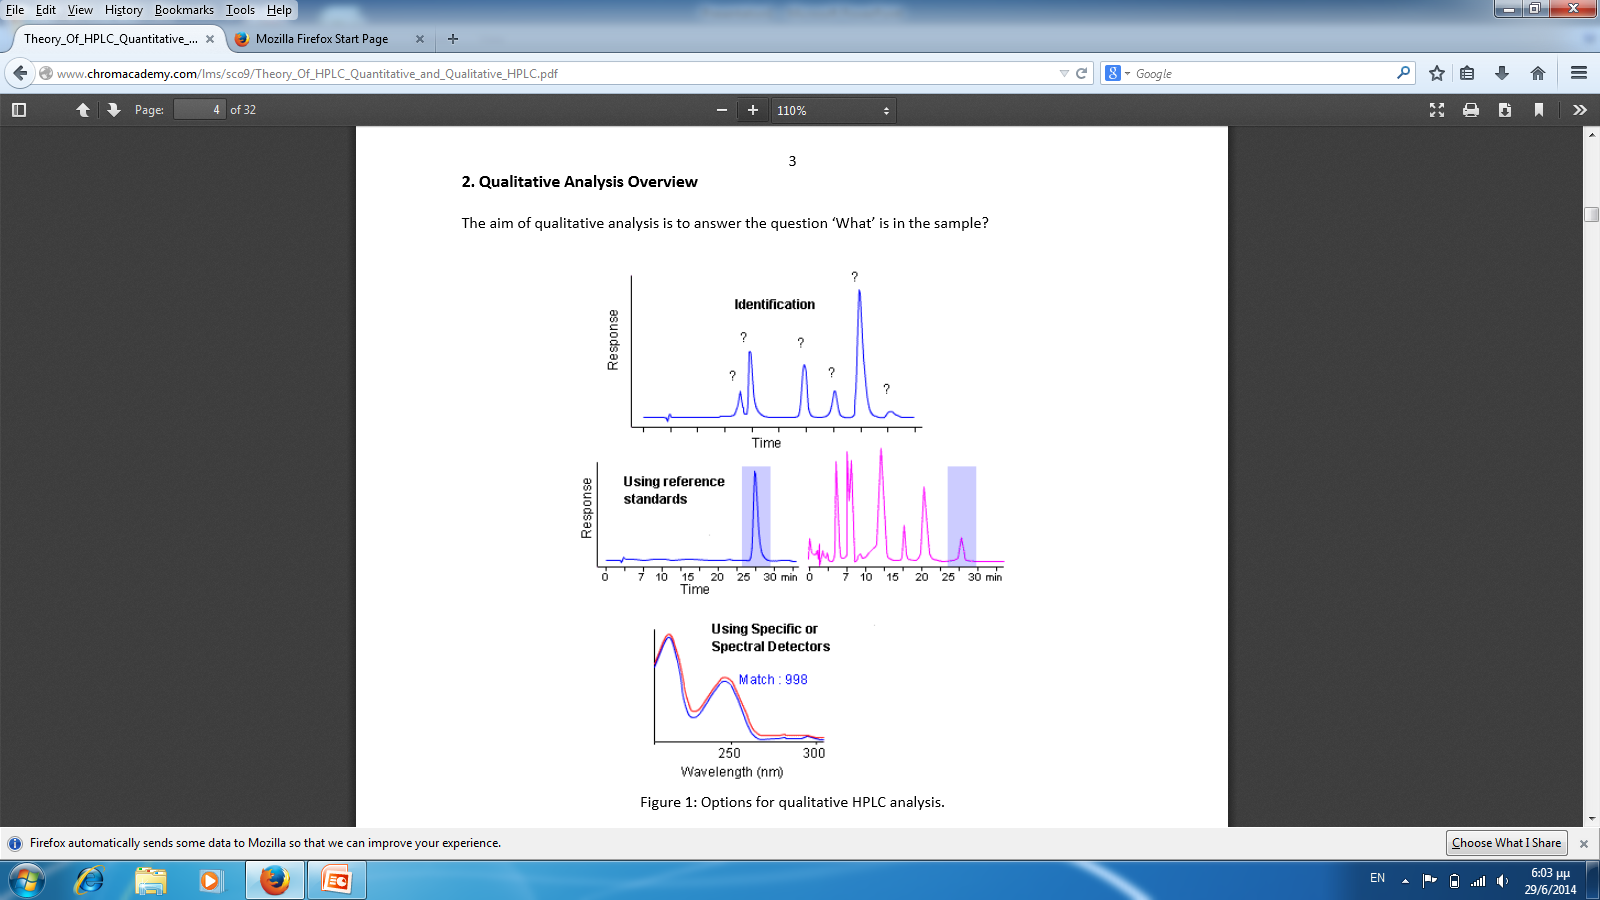 File Edit View History Bookmarks Tools Help
Theory_Of_HPLC_Quantitative_... × Mozilla Firefox Start Page × +
www.chromacademy.com/lms/sco9/Theory_Of_HPLC_Quantitative_and_Qualitative_HPLC.pdf
8 Google
Page: 4 of 32
110%
3
2. Qualitative Analysis Overview
The aim of qualitative analysis is to answer the question ‘What’ is in the sample?
Identification
Response
? ? ? ? ? ?
Time
Using reference
standards
Response
0 7 10 15 20 25 30 min 0 7 10 15 20 25 30 min
Time
Using Specific or
Spectral Detectors
Match : 998
250 300
Wavelength (nm)
Figure 1: Options for qualitative HPLC analysis.
Firefox automatically sends some data to Mozilla so that we can improve your experience.
Choose What I Share ×
EN
6:03 μμ
29/6/2014